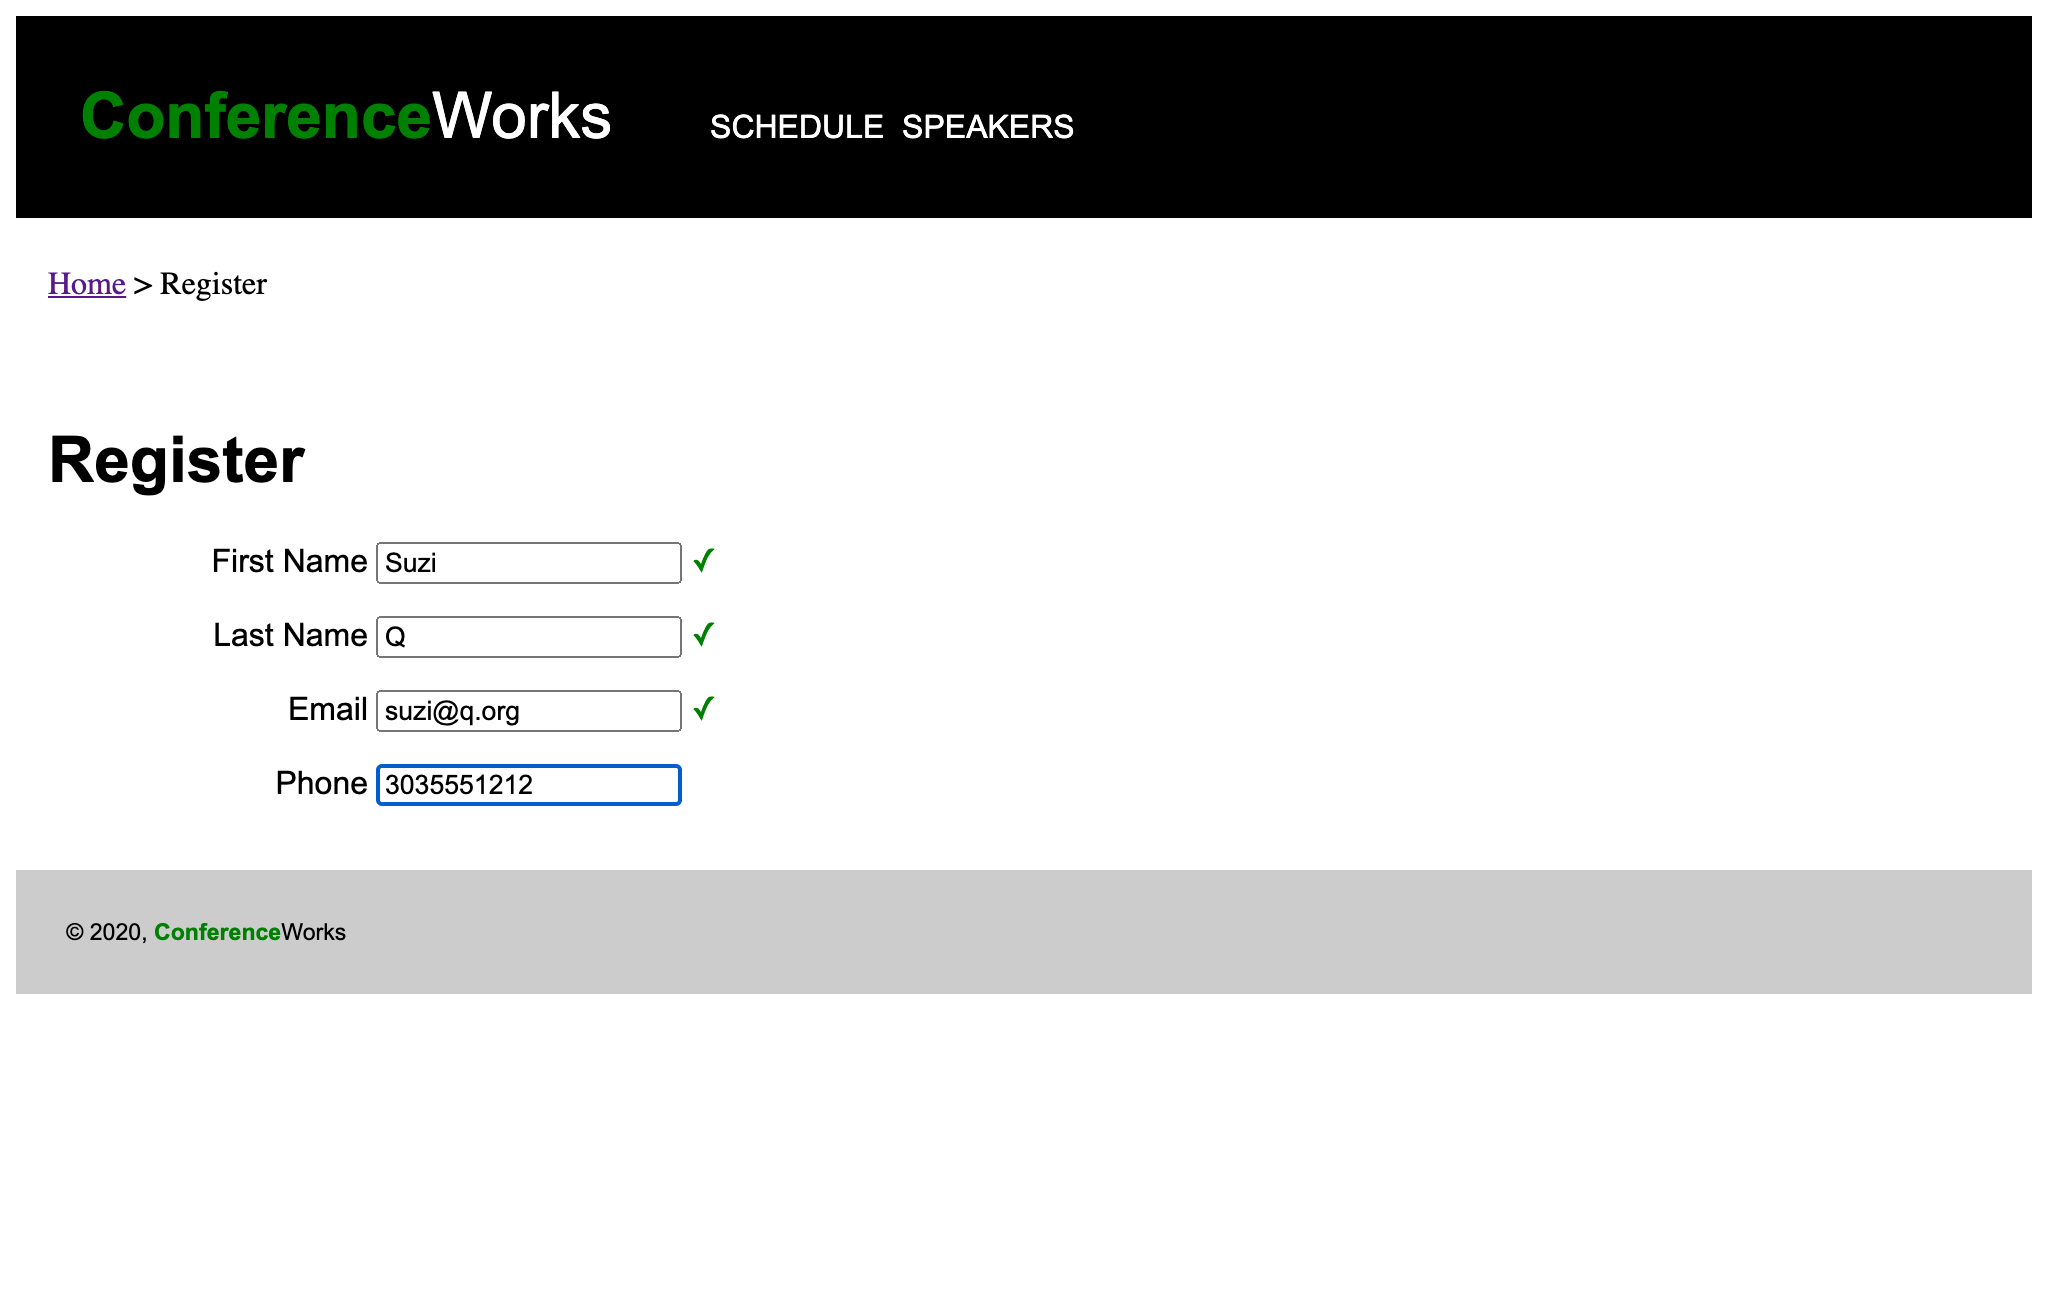 ConferenceWorks SCHEDULE SPEAKERS
Home > Register
Register
First Name Suzi ✓
Last Name Q ✓
Email suzi@q.org ✓
Phone 3035551212
© 2020, ConferenceWorks